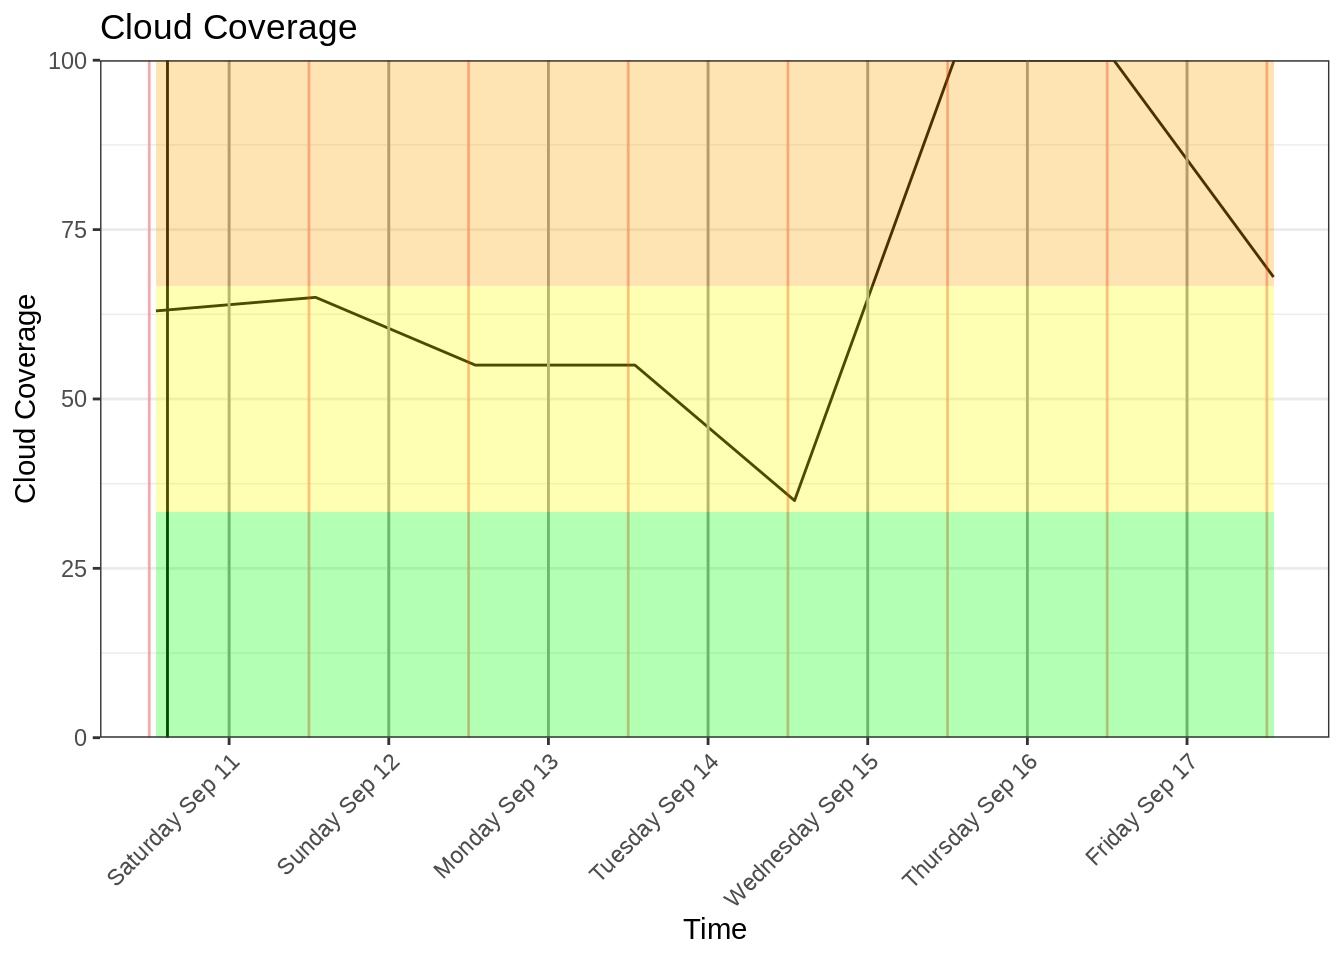 Cloud Coverage
100
75
50
25
0
Cloud Coverage
Saturday Sep 11
Sunday Sep 12
Monday Sep 13
Tuesday Sep 14
Wednesday Sep 15
Thursday Sep 16
Friday Sep 17
Time